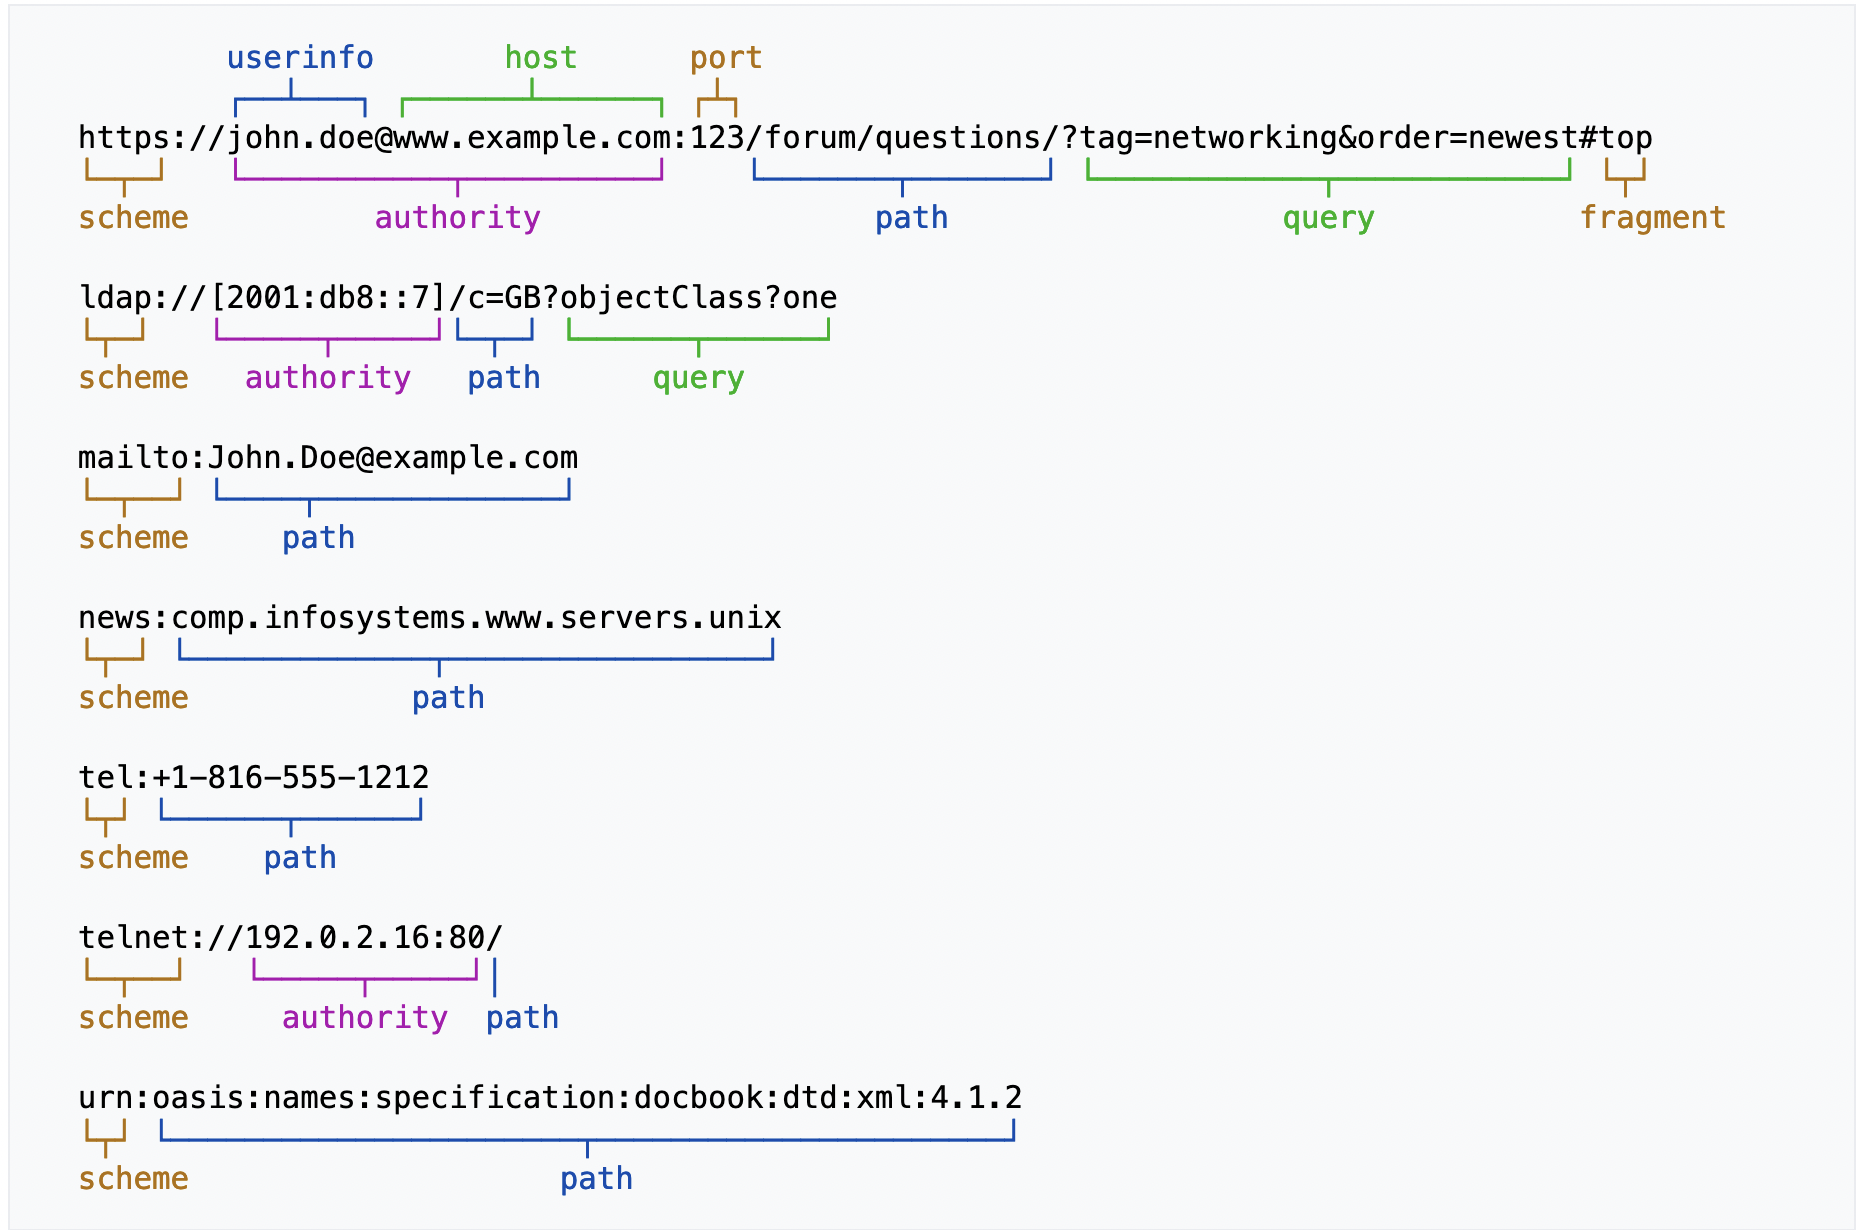 userinfo host port
https://john.doe@www.example.com:123/forum/questions/?tag=networking&order=newest#top
scheme authority path query fragment
ldap://[2001:db8::7]/c=GB?objectClass?one
scheme authority path query
mailto:John.Doe@example.com
scheme path
news:comp.infosystems.www.servers.unix
scheme path
tel:+1-816-555-1212
scheme path
telnet://192.0.2.16:80/
scheme authority path
urn:oasis:names:specification:docbook:dtd:xml:4.1.2
scheme path